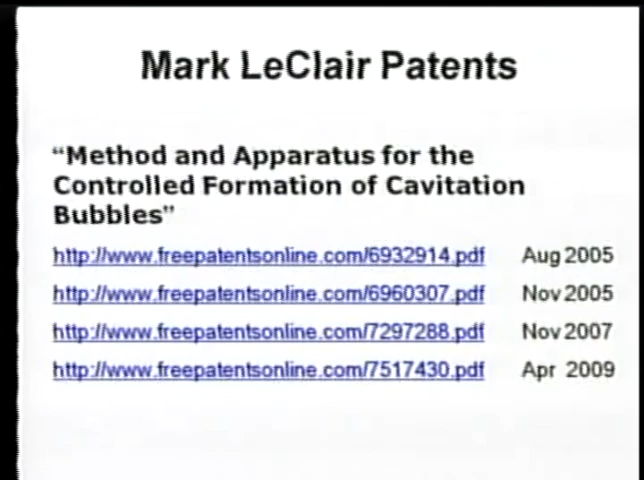 Mark LeClair Patents
“Method and Apparatus for the
Controlled Formation of Cavitation
Bubbles”
http://www.freepatentsonline.com/6932914.pdf Aug 2005
http://www.freepatentsonline.com/6960307.pdf Nov 2005
http://www.freepatentsonline.com/7297288.pdf Nov 2007
http://www.freepatentsonline.com/7517430.pdf Apr 2009